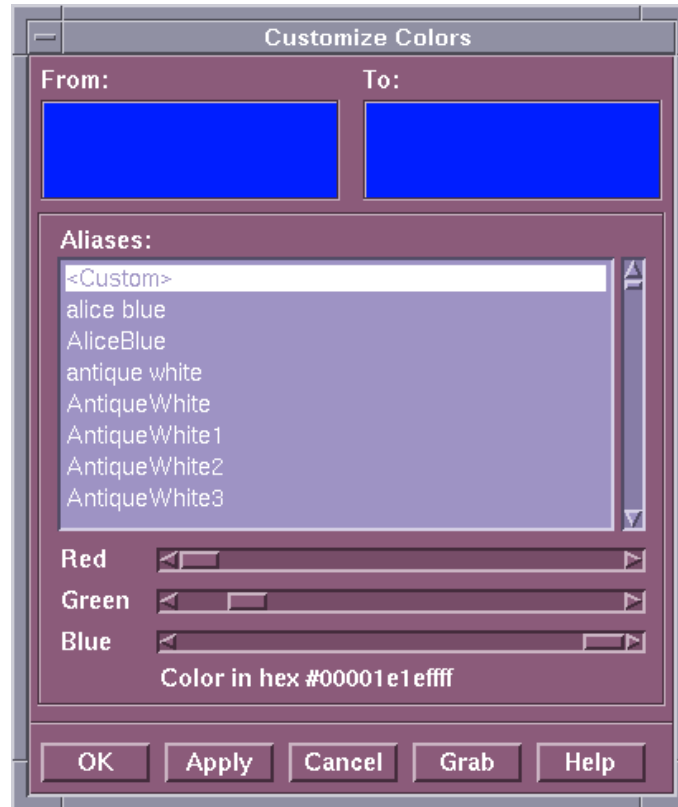 Customize Colors
From: To:
Aliases:
<Custom>
alice blue
AliceBlue
antique white
AntiqueWhite
AntiqueWhite1
AntiqueWhite2
AntiqueWhite3
Red
Green
Blue
Color in hex #00001e1effff
OK Apply Cancel Grab Help